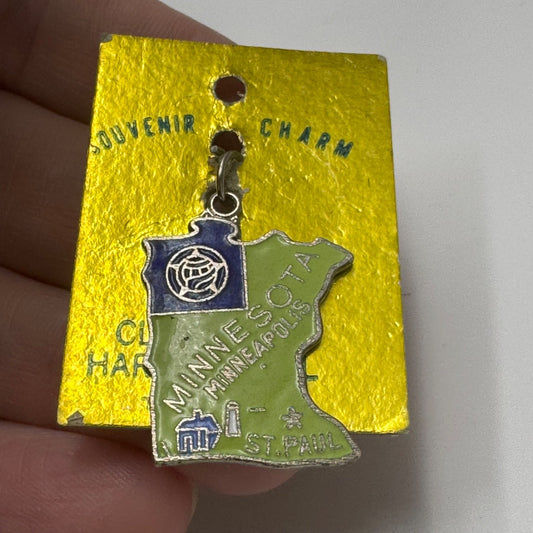 SOUVENIR CHARM
MINNESOTA
MINNEAPOLIS
ST. PAUL